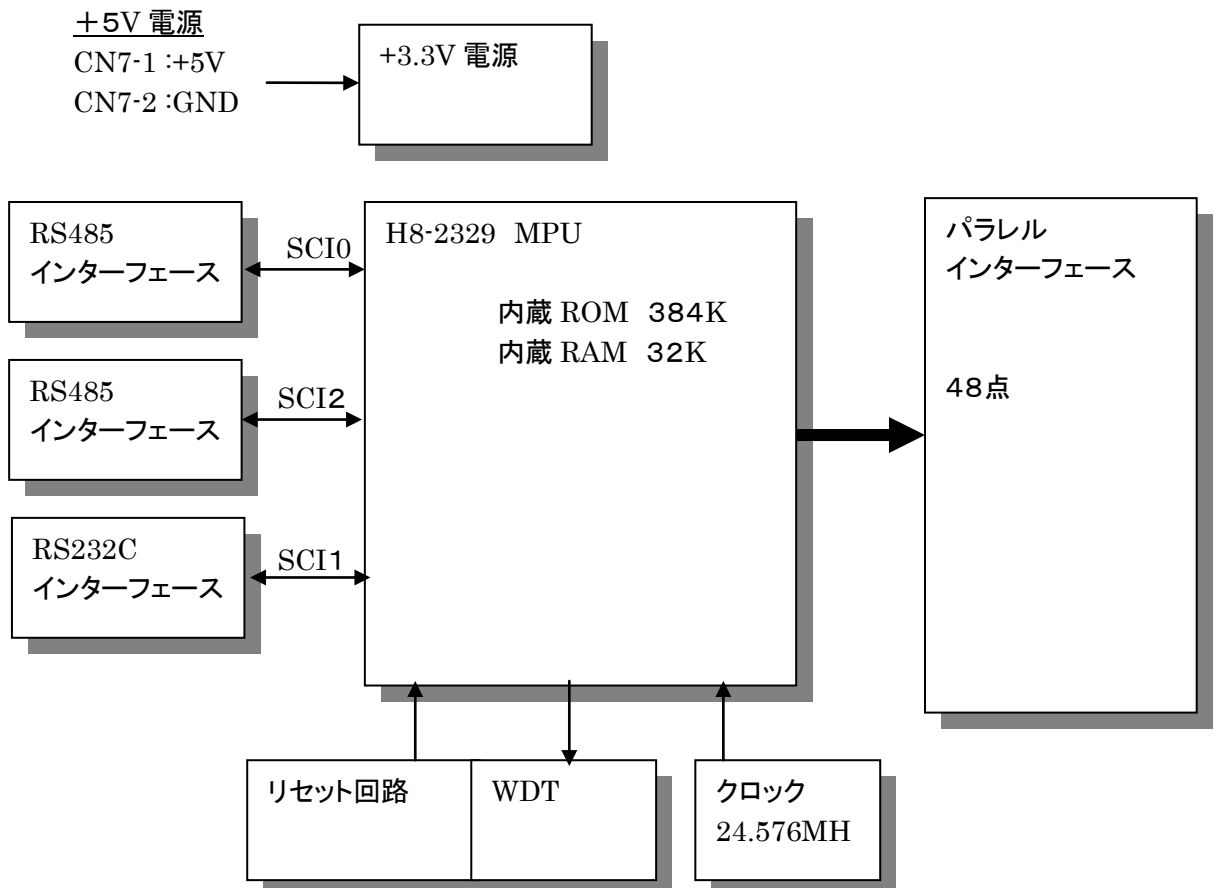 ＋５V 電源
CN7-1 :+5V
CN7-2 :GND
+3.3V 電源
RS485
インターフェース
SCI0
RS485
インターフェース
SCI２
RS232C
インターフェース
SCI１
H8-2329 MPU
内蔵 ROM ３８４K
内蔵 RAM ３２K
パラレル
インターフェース
４８点
リセット回路
WDT
クロック
24.576MH